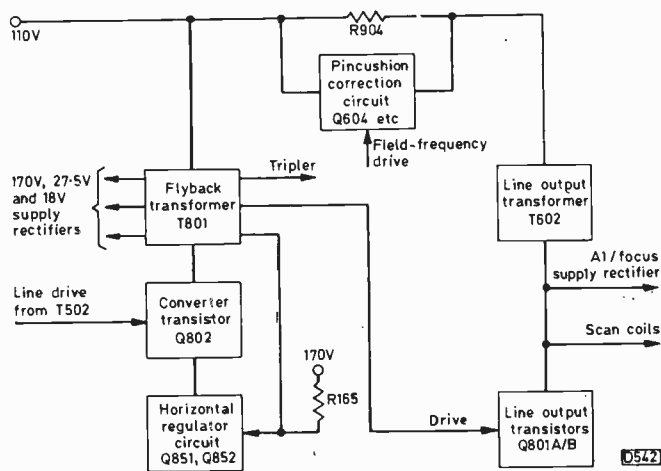 110V
R904
Pincushion
correction
circuit
Q604 etc
Field-frequency
drive
170V, 27·5V
and 18V
supply
rectifiers
Flyback
transformer
T801
Tripler
Line output
transformer
T602
A1/focus
supply rectifier
Scan coils
Line drive
from T502
Converter
transistor
Q802
170V
R165
Horizontal
regulator
circuit
Q851, Q852
Drive
Line output
transistors
Q801A/B
D542